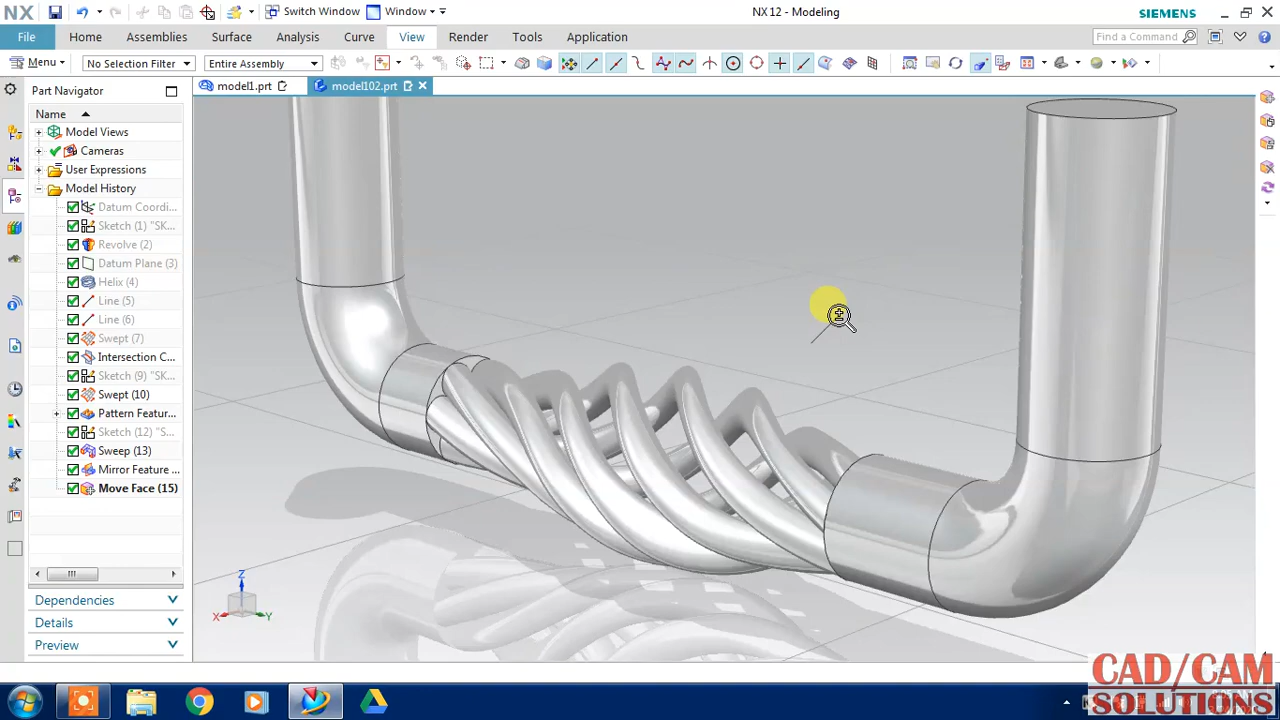 NX
Switch Window
Window
NX 12 - Modeling
SIEMENS
File
Home
Assemblies
Surface
Analysis
Curve
View
Render
Tools
Application
Find a Command
Menu
No Selection Filter
Entire Assembly
Part Navigator
model1.prt
model102.prt
Name
Model Views
Cameras
User Expressions
Model History
Datum Coordi...
Sketch (1) "SK...
Revolve (2)
Datum Plane (3)
Helix (4)
Line (5)
Line (6)
Swept (7)
Intersection C...
Sketch (9) "SK...
Swept (10)
Pattern Featur...
Sketch (12) "S...
Sweep (13)
Mirror Feature ...
Move Face (15)
Dependencies
Details
Preview
Z
X
Y
CAD/CAM
SOLUTIONS